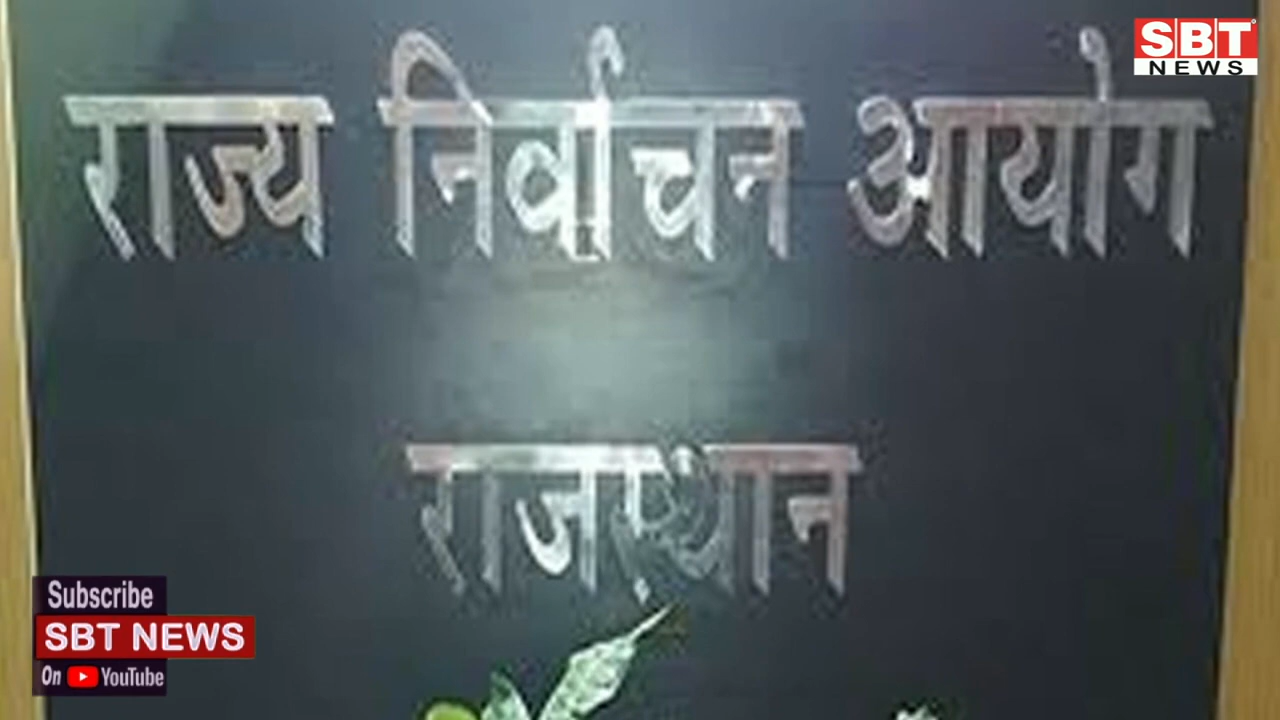 SBT
NEWS
राज्य निर्वाचन आयोग
राजस्थान
Subscribe
SBT NEWS
On YouTube